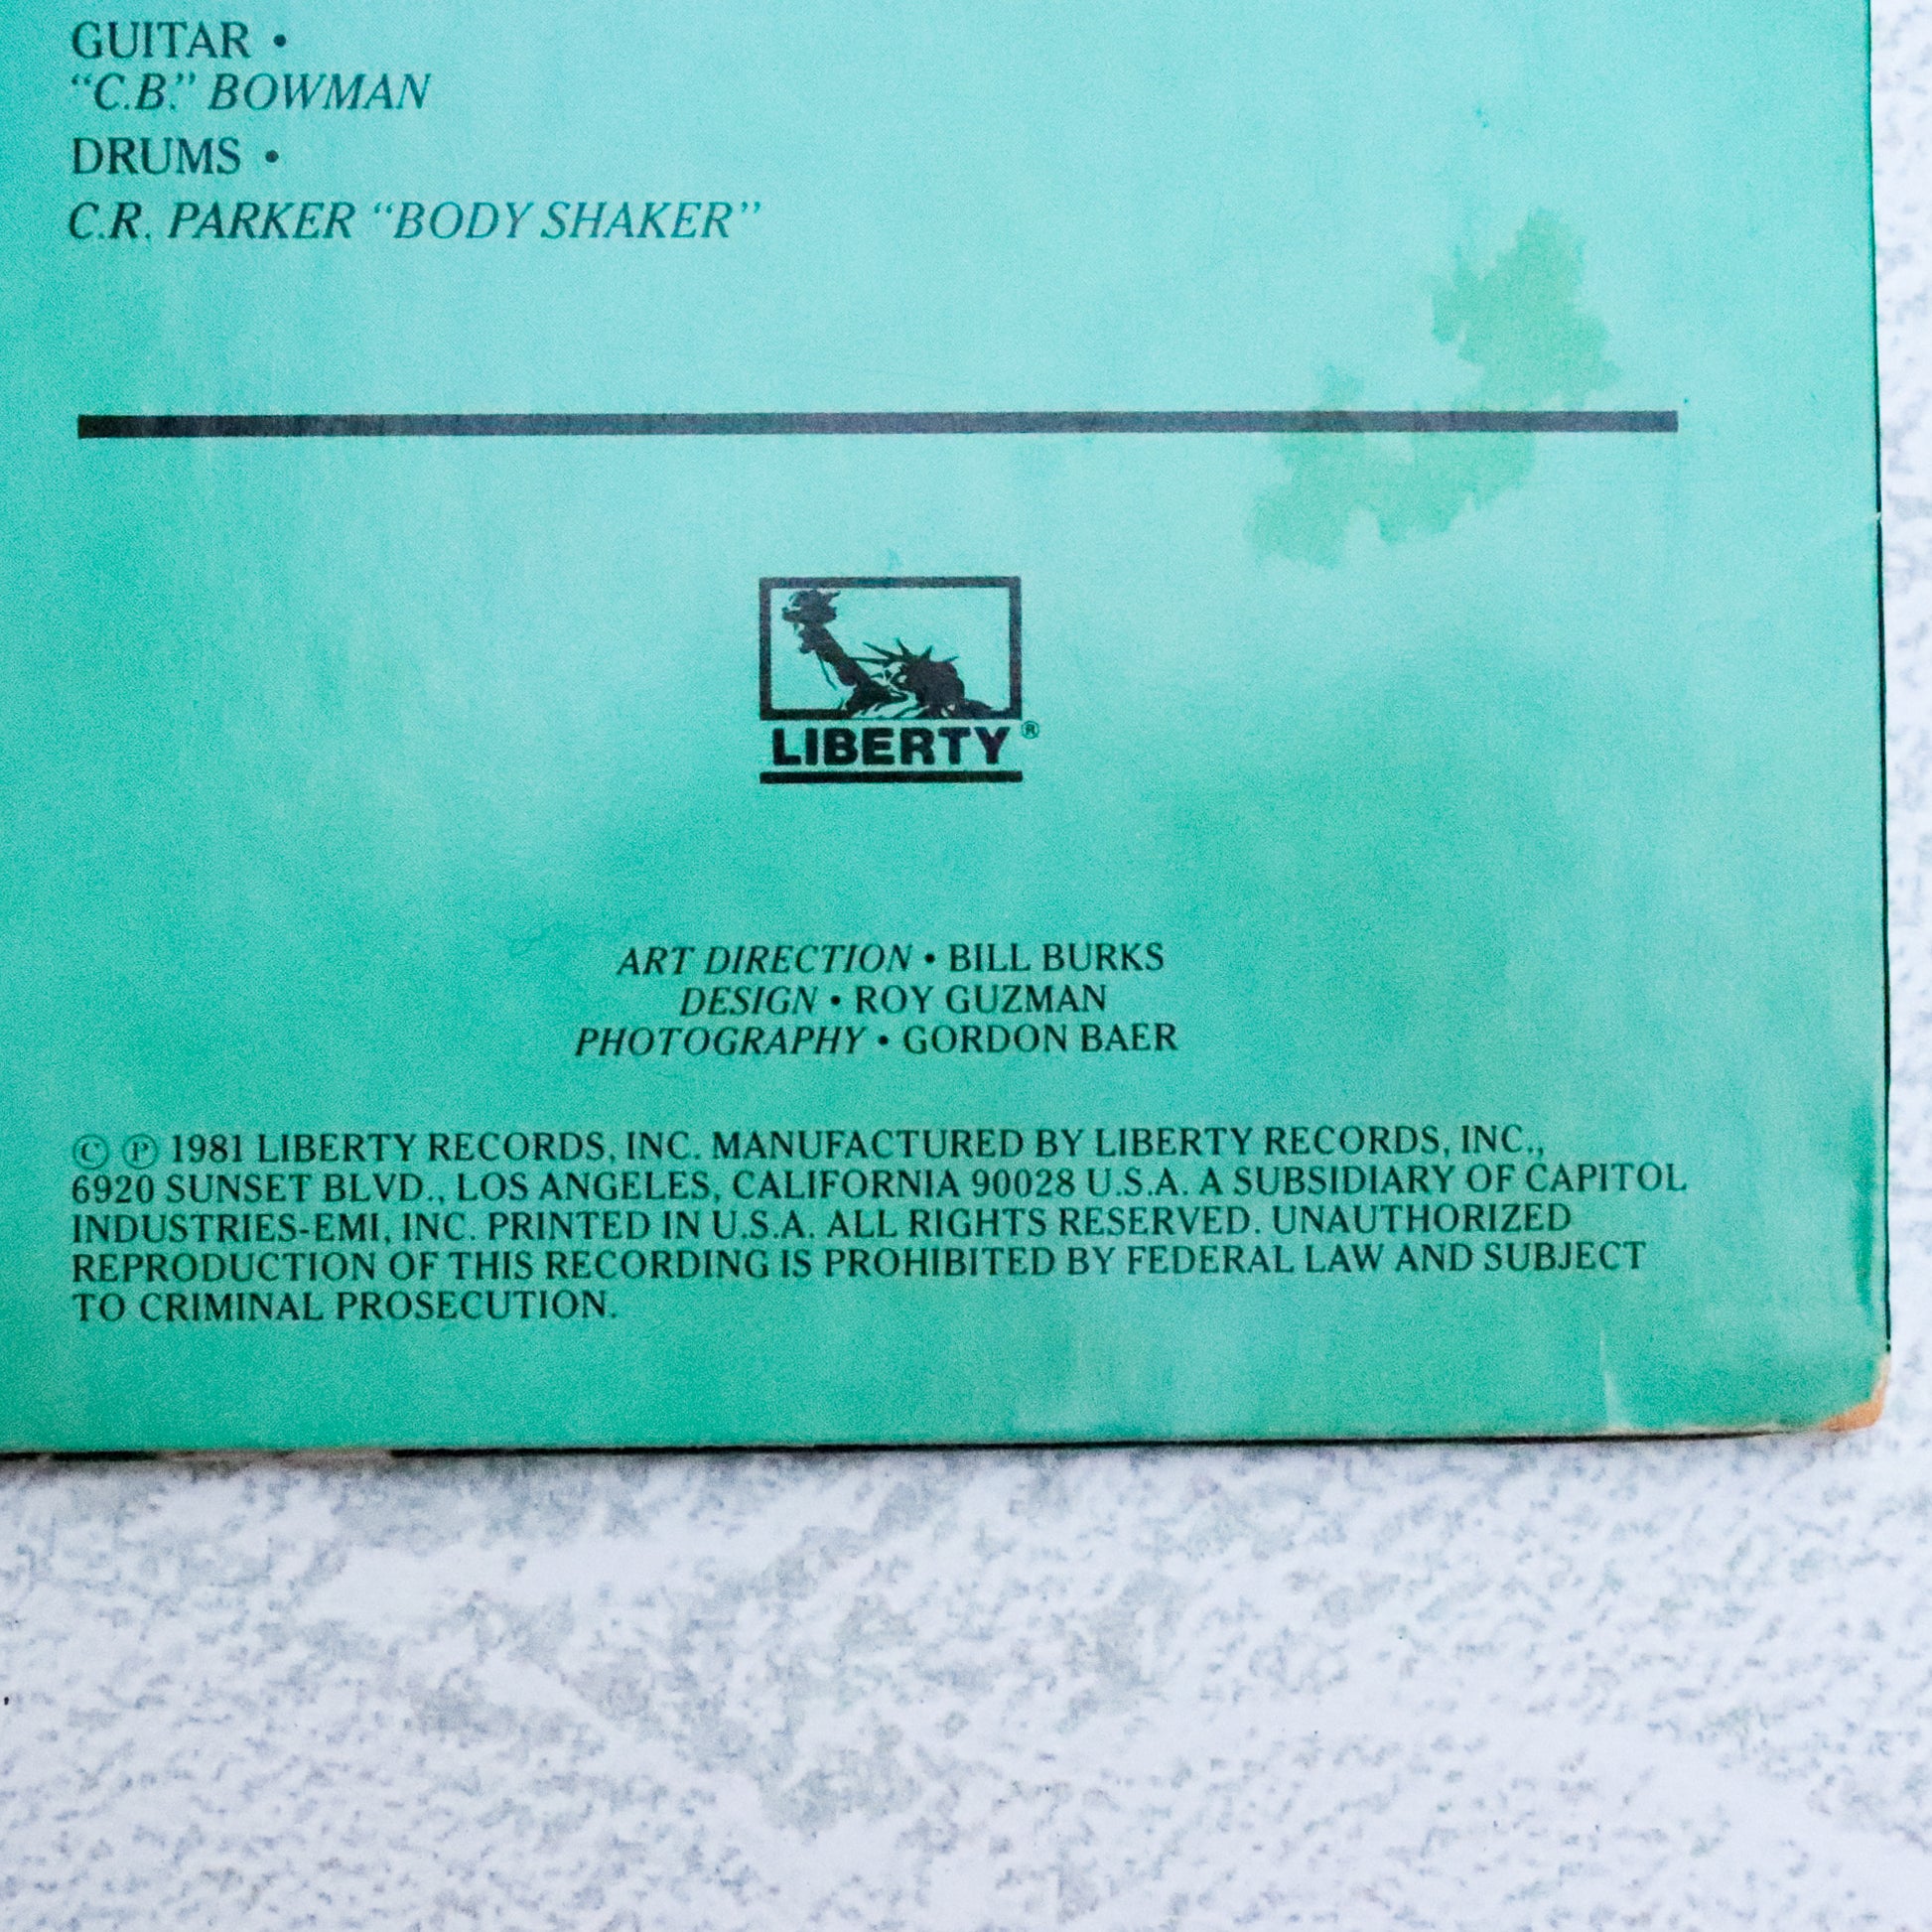 GUITAR •
“C.B.” BOWMAN
DRUMS •
C.R. PARKER “BODY SHAKER”
LIBERTY®
ART DIRECTION • BILL BURKS
DESIGN • ROY GUZMAN
PHOTOGRAPHY • GORDON BAER
© ℗ 1981 LIBERTY RECORDS, INC. MANUFACTURED BY LIBERTY RECORDS, INC.,
6920 SUNSET BLVD., LOS ANGELES, CALIFORNIA 90028 U.S.A. A SUBSIDIARY OF CAPITOL
INDUSTRIES-EMI, INC. PRINTED IN U.S.A. ALL RIGHTS RESERVED. UNAUTHORIZED
REPRODUCTION OF THIS RECORDING IS PROHIBITED BY FEDERAL LAW AND SUBJECT
TO CRIMINAL PROSECUTION.